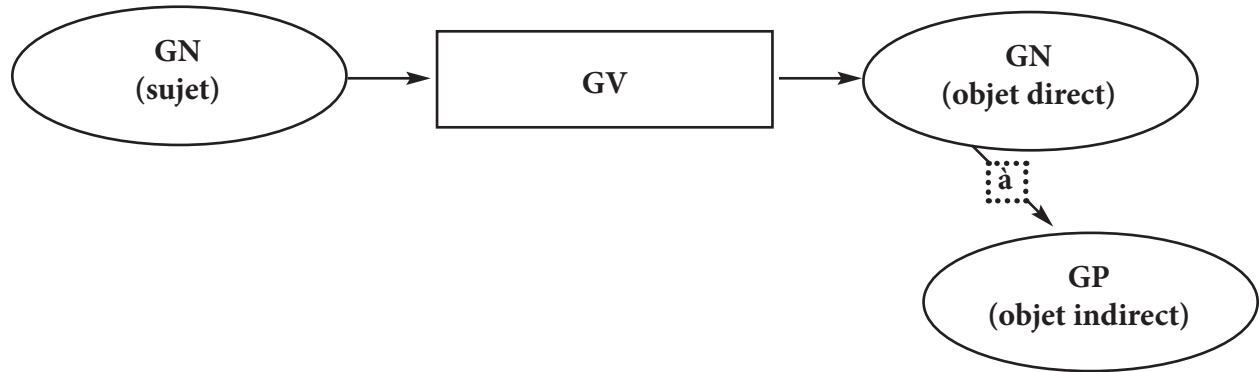 GN
(sujet)
GV
GN
(objet direct)
à
GP
(objet indirect)